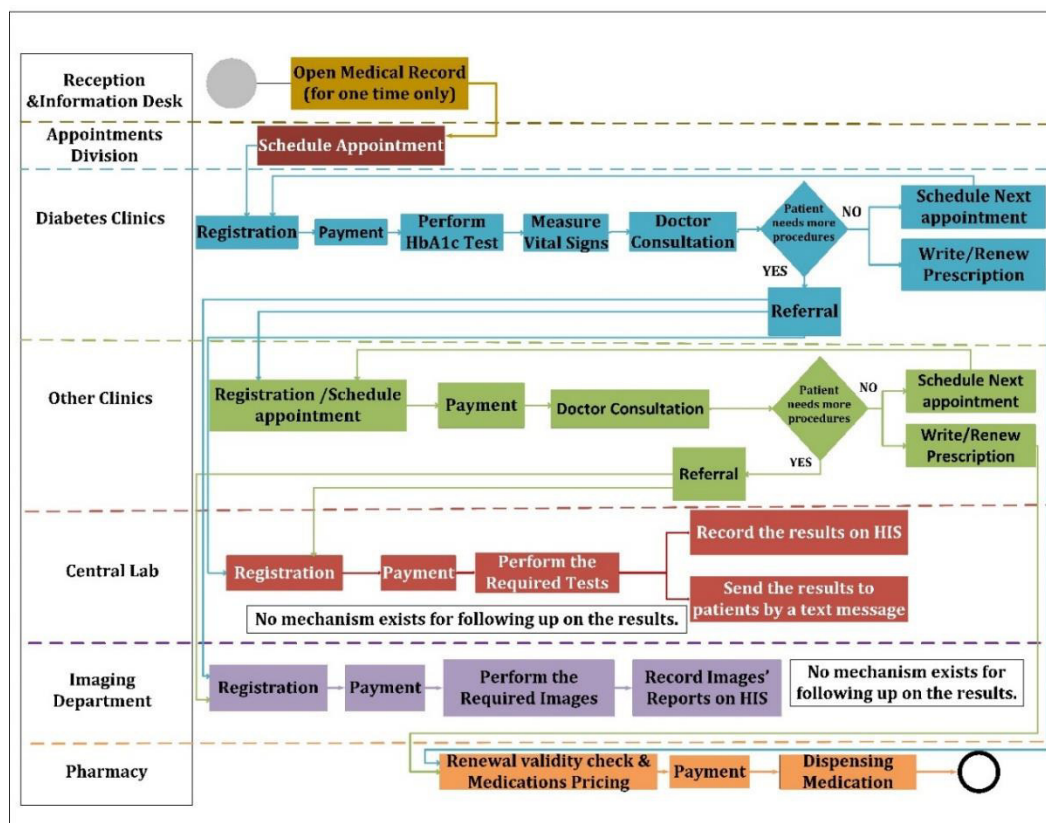 Reception
&Information Desk
Open Medical Record
(for one time only)
Appointments
Division
Schedule Appointment
Diabetes Clinics
Registration
Payment
Perform
HbA1c Test
Measure
Vital Signs
Doctor
Consultation
Patient
needs more
procedures
NO
YES
Schedule Next
appointment
Write/Renew
Prescription
Referral
Other Clinics
Registration /Schedule
appointment
Payment
Doctor Consultation
Patient
needs more
procedures
NO
YES
Schedule Next
appointment
Write/Renew
Prescription
Referral
Central Lab
Registration
Payment
Perform the
Required Tests
Record the results on HIS
Send the results to
patients by a text message
No mechanism exists for following up on the results.
Imaging
Department
Registration
Payment
Perform the
Required Images
Record Images'
Reports on HIS
No mechanism exists for
following up on the results.
Pharmacy
Renewal validity check &
Medications Pricing
Payment
Dispensing
Medication